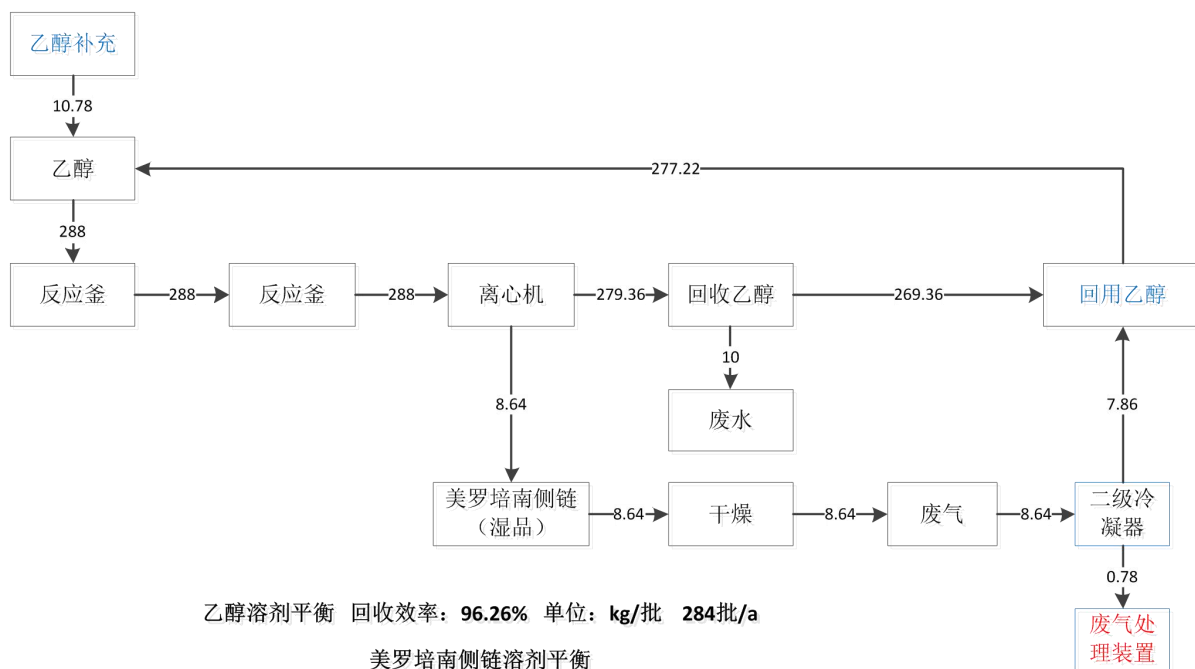 乙醇补充
10.78
乙醇
277.22
288
反应釜
288
反应釜
288
离心机
279.36
回收乙醇
269.36
回用乙醇
10
8.64
7.86
废水
美罗培南侧链
（湿品）
8.64
干燥
8.64
废气
8.64
二级冷
凝器
0.78
乙醇溶剂平衡 回收效率：96.26% 单位：kg/批 284批/a
废气处
理装置
美罗培南侧链溶剂平衡